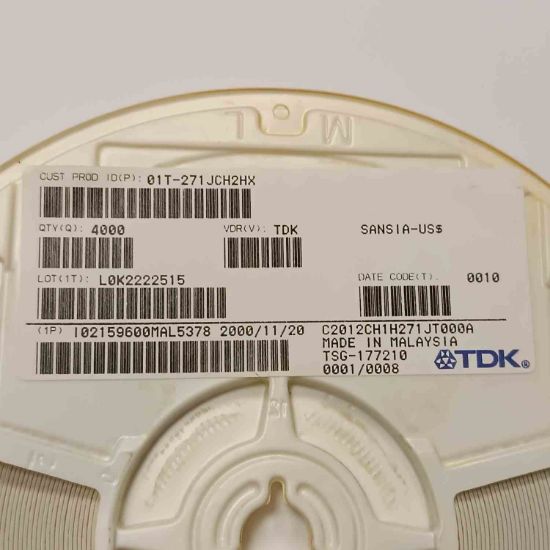 M L
CUST PROD ID(P): 01T-271JCH2HX
QTY(Q): 4000 VDR(V): TDK SANSIA-US$
LOT(1T): L0K2222515 DATE CODE(T). 0010
(1P) I02159600MAL5378 2000/11/20 C2012CH1H271JT000A
MADE IN MALAYSIA
TSG-177210
0001/0008
TDK®